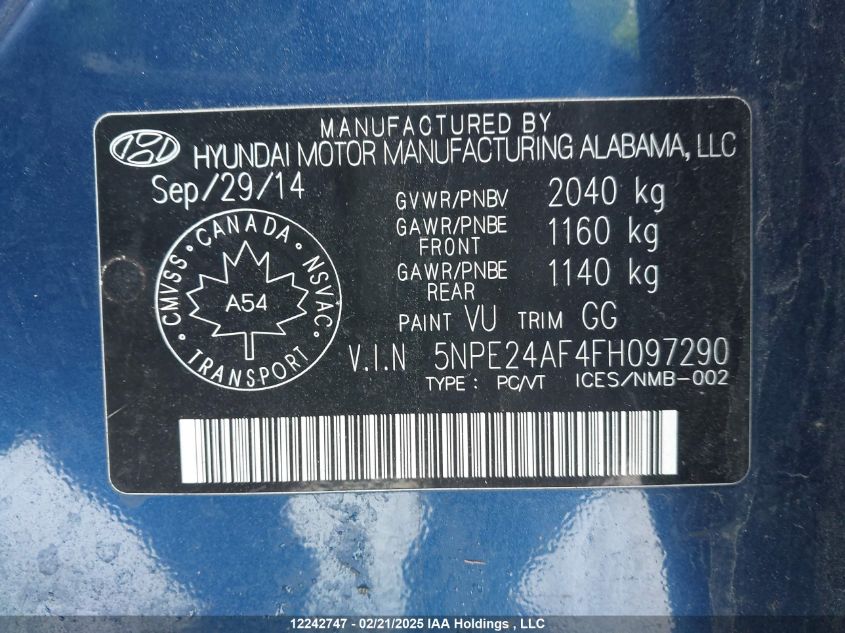 MANUFACTURED BY
HYUNDAI MOTOR MANUFACTURING ALABAMA, LLC
Sep/29/14
GVWR/PNBV 2040 kg
GAWR/PNBE FRONT 1160 kg
GAWR/PNBE REAR 1140 kg
PAINT VU TRIM GG
CMVSS • CANADA • NSVAC • TRANSPORT •
A54
V.I.N 5NPE24AF4FH097290
TYPE : PC/VT ICES/NMB-002
12242747 - 02/21/2025 IAA Holdings , LLC